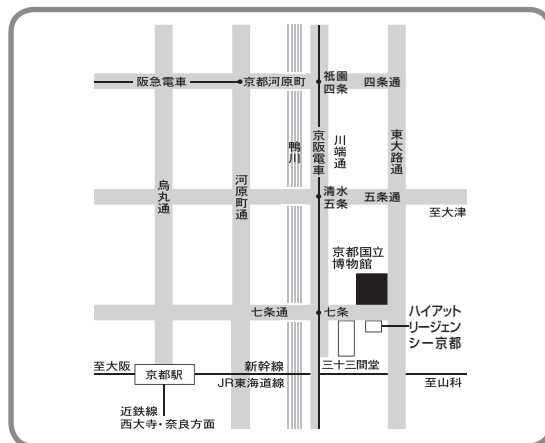 阪急電車
京都河原町
祇園
四条
四条通
鴨川
京阪電車
川端通
東大路通
烏丸通
河原町通
清水
五条
五条通
至大津
京都国立
博物館
七条通
七条
ハイアット
リージェン
シー京都
三十三間堂
至大阪
京都駅
新幹線
JR東海道線
至山科
近鉄線
西大寺・奈良方面